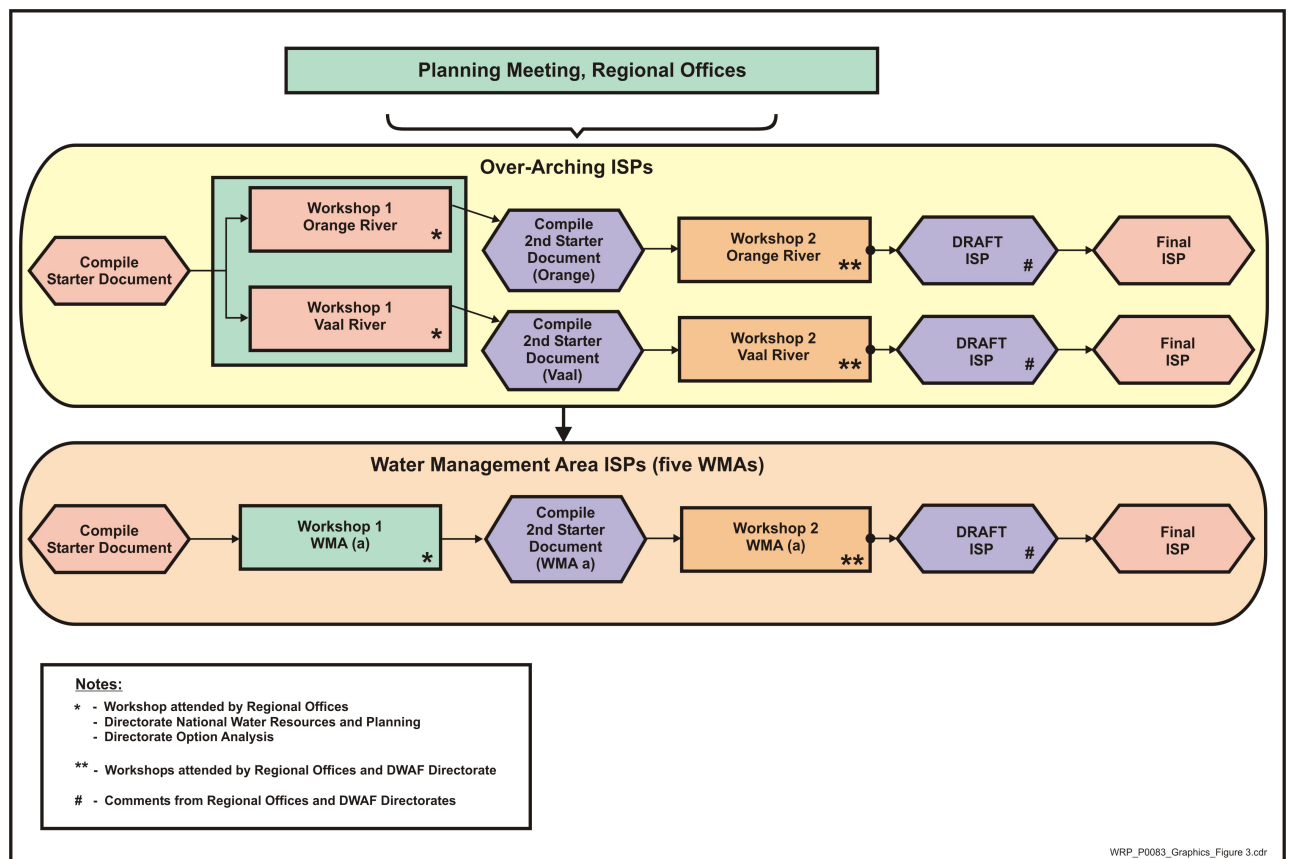 Planning Meeting, Regional Offices
Over-Arching ISPs
Compile
Starter Document
Workshop 1
Orange River
*
Workshop 1
Vaal River
*
Compile
2nd Starter
Document
(Orange)
Workshop 2
Orange River
**
DRAFT
ISP
#
Final
ISP
Compile
2nd Starter
Document
(Vaal)
Workshop 2
Vaal River
**
DRAFT
ISP
#
Final
ISP
Water Management Area ISPs (five WMAs)
Compile
Starter Document
Workshop 1
WMA (a)
*
Compile
2nd Starter
Document
(WMA a)
Workshop 2
WMA (a)
**
DRAFT
ISP
#
Final
ISP
Notes:
* - Workshop attended by Regional Offices
- Directorate National Water Resources and Planning
- Directorate Option Analysis
** - Workshops attended by Regional Offices and DWAF Directorate
# - Comments from Regional Offices and DWAF Directorates
WRP_P0083_Graphics_Figure 3.cdr